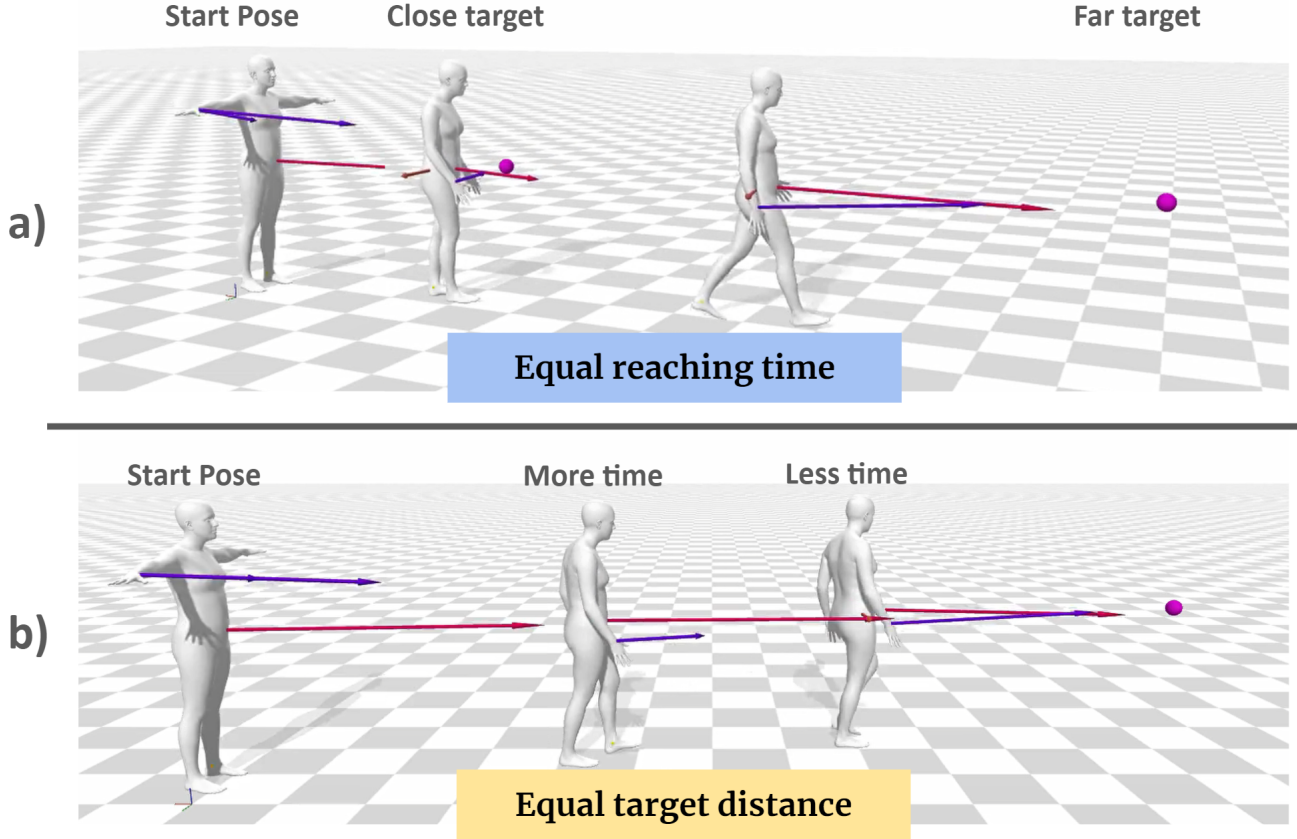 Start Pose
Close target
Far target
a)
Equal reaching time
Start Pose
More time
Less time
b)
Equal target distance